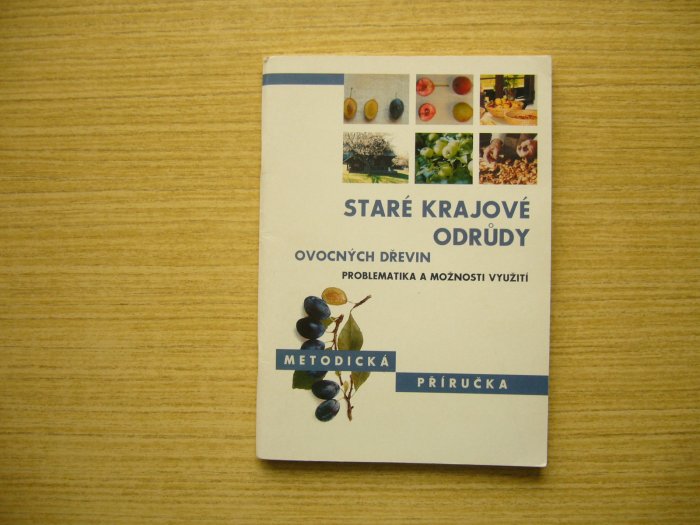 STARÉ KRAJOVÉ
ODRŮDY
OVOCNÝCH DŘEVIN
PROBLEMATIKA A MOŽNOSTI VYUŽITÍ
METODICKÁ
PŘÍRUČKA